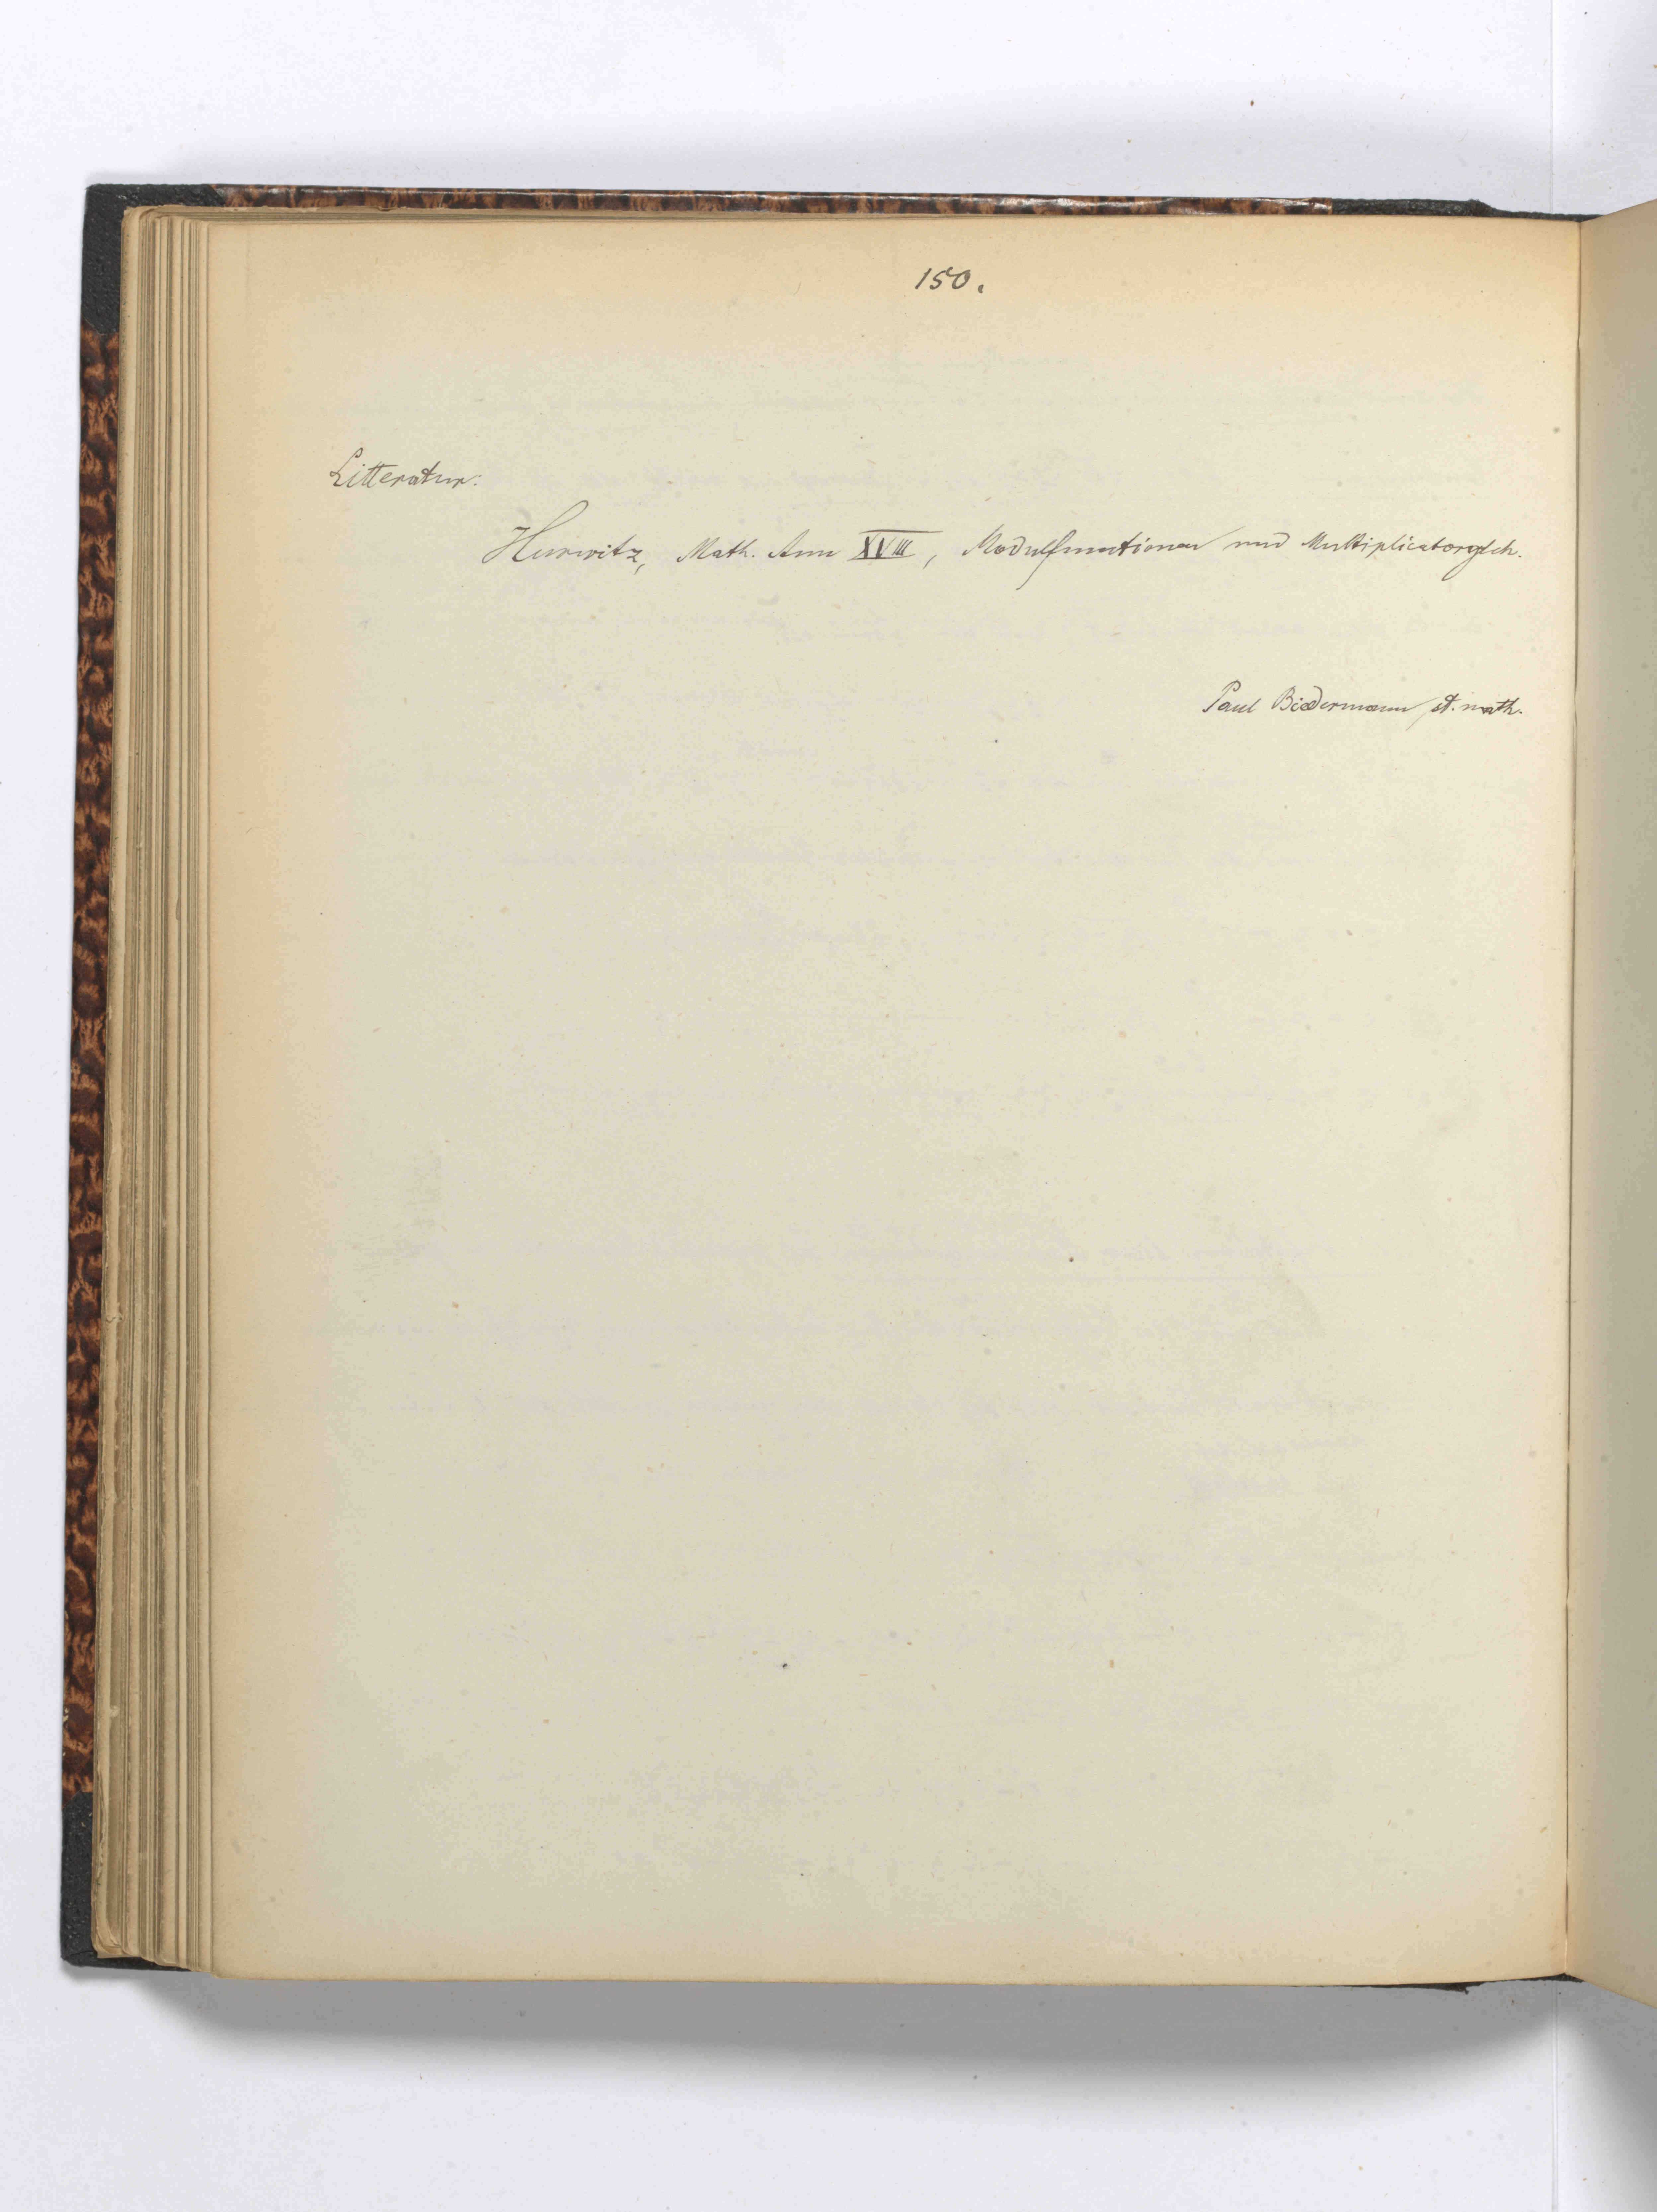 150.
Litteratur:
Hurwitz, Math. Ann XVIII, Modulfunctionen und Multiplicatorglch.
Paul Biedermann, st. math.